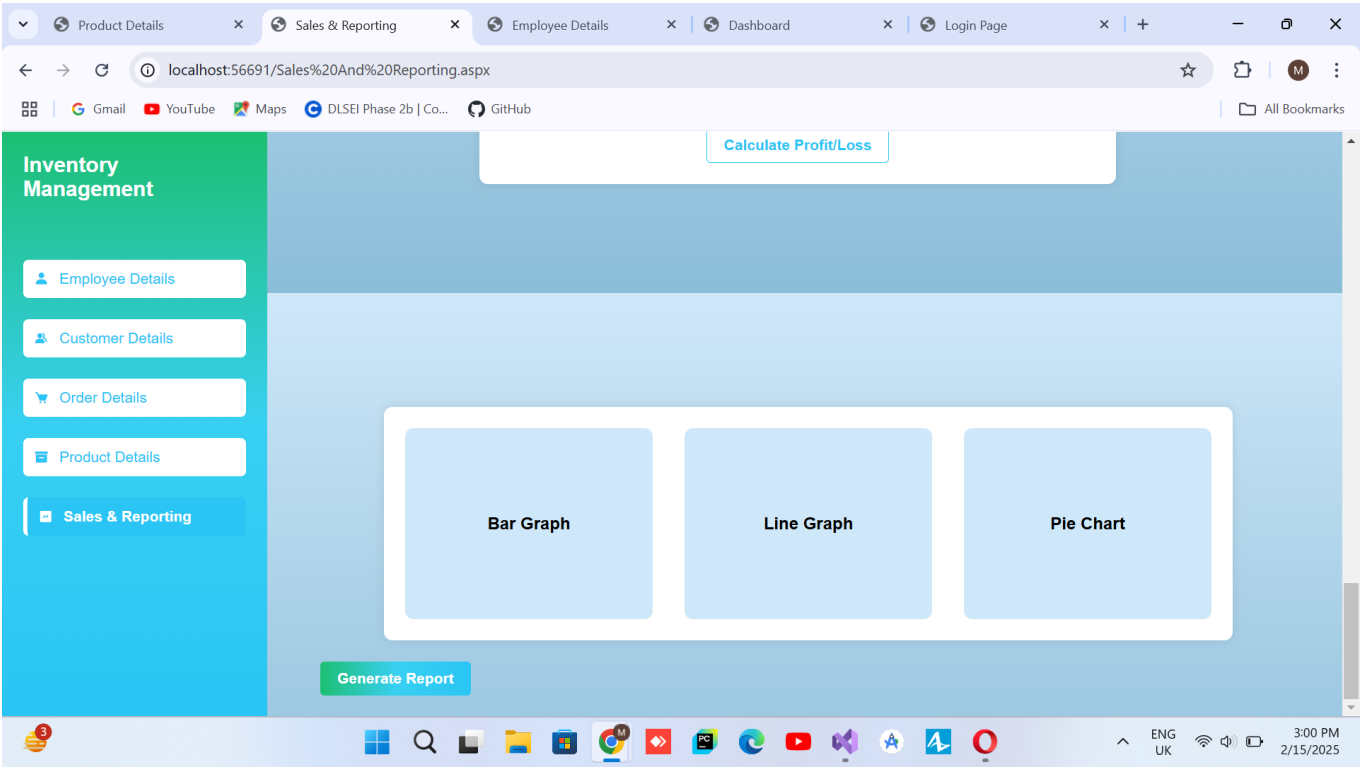 Product Details
Sales & Reporting
Employee Details
Dashboard
Login Page
localhost:56691/Sales%20And%20Reporting.aspx
M
Gmail
YouTube
Maps
DLSEI Phase 2b | Co...
GitHub
All Bookmarks
Inventory
Management
Employee Details
Customer Details
Order Details
Product Details
Sales & Reporting
Calculate Profit/Loss
Bar Graph
Line Graph
Pie Chart
Generate Report
3
M
PC
ENG
UK
3:00 PM
2/15/2025